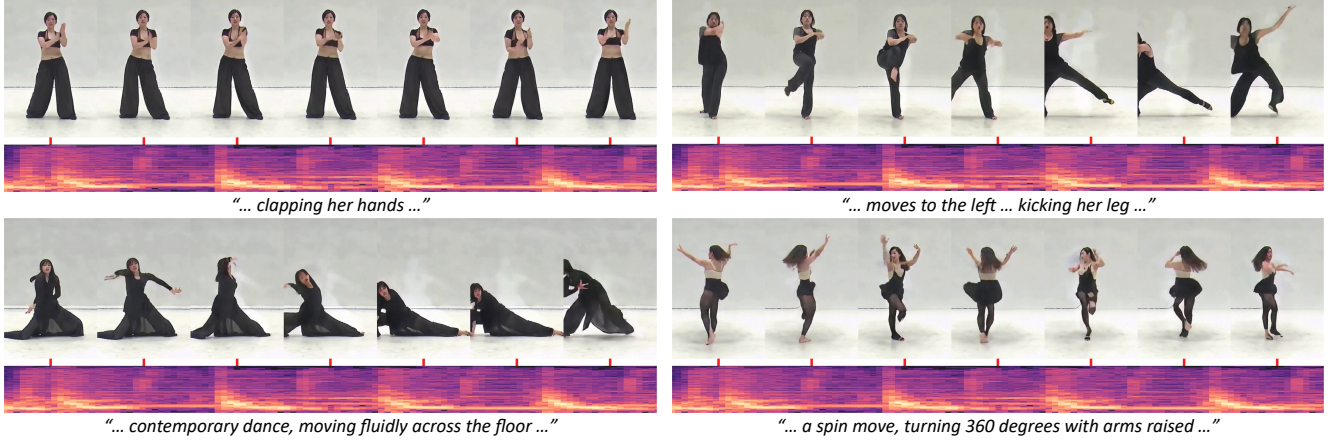 “... clapping her hands ...”
“... moves to the left ... kicking her leg ...”
“... contemporary dance, moving fluidly across the floor ...”
“... a spin move, turning 360 degrees with arms raised ...”